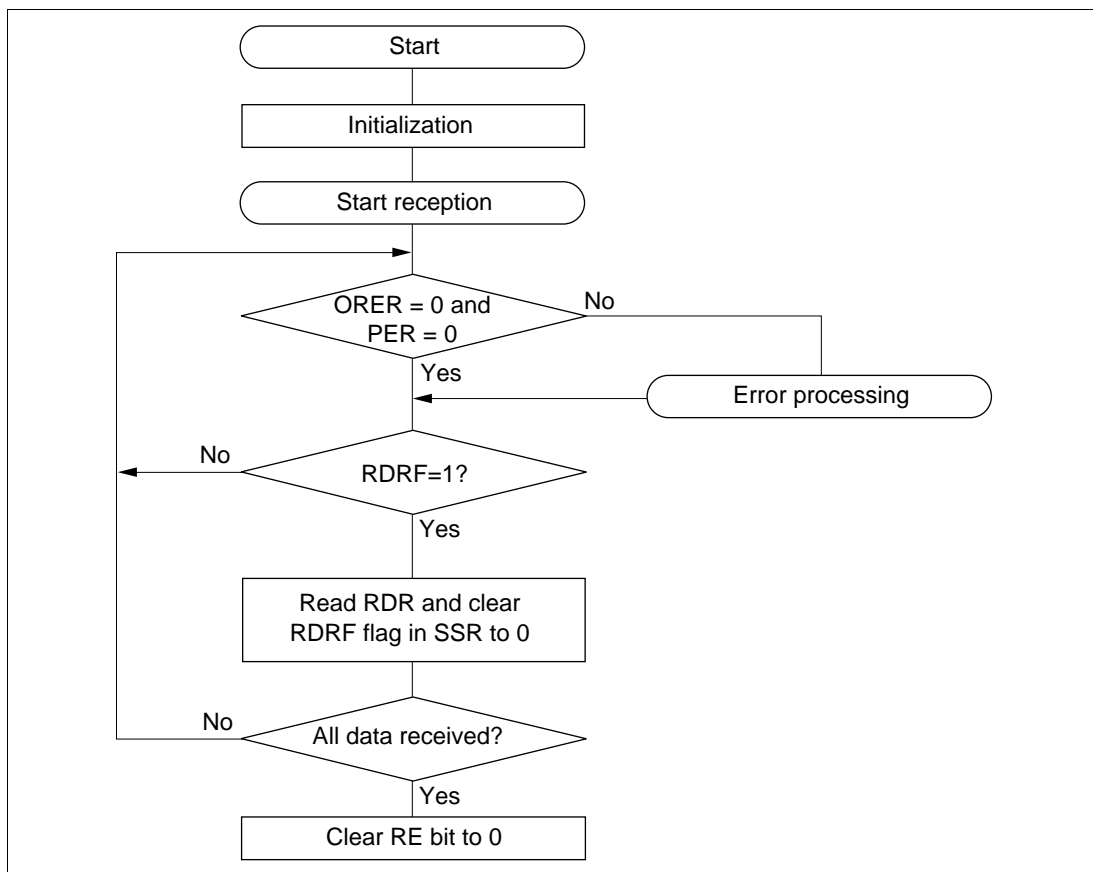 Start
Initialization
Start reception
ORER = 0 and
PER = 0
No
Yes
Error processing
No
RDRF=1?
Yes
Read RDR and clear
RDRF flag in SSR to 0
No
All data received?
Yes
Clear RE bit to 0